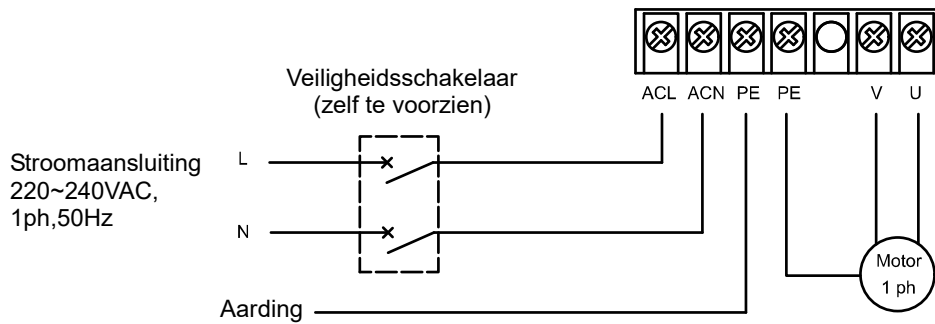 Veiligheidsschakelaar
(zelf te voorzien)
ACL ACN PE PE V U
Stroomaansluiting
220~240VAC,
1ph,50Hz
L
N
Motor
1 ph
Aarding